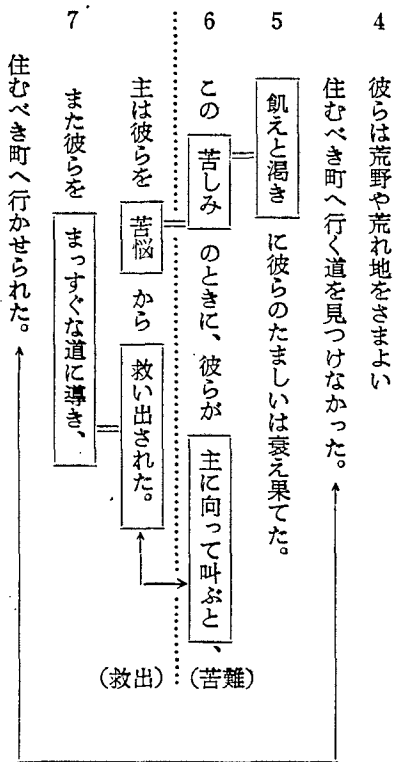 4 彼らは荒野や荒れ地をさまよい
住むべき町へ行く道を見つけなかった。
5 飢えと渇きに彼らのたましいは衰え果てた。
6 この苦しみのときに、彼らが主に向って叫ぶと、
(苦難)
(救出)
主は彼らを苦悩から救い出された。
7 また彼らをまっすぐな道に導き、
住むべき町へ行かせられた。